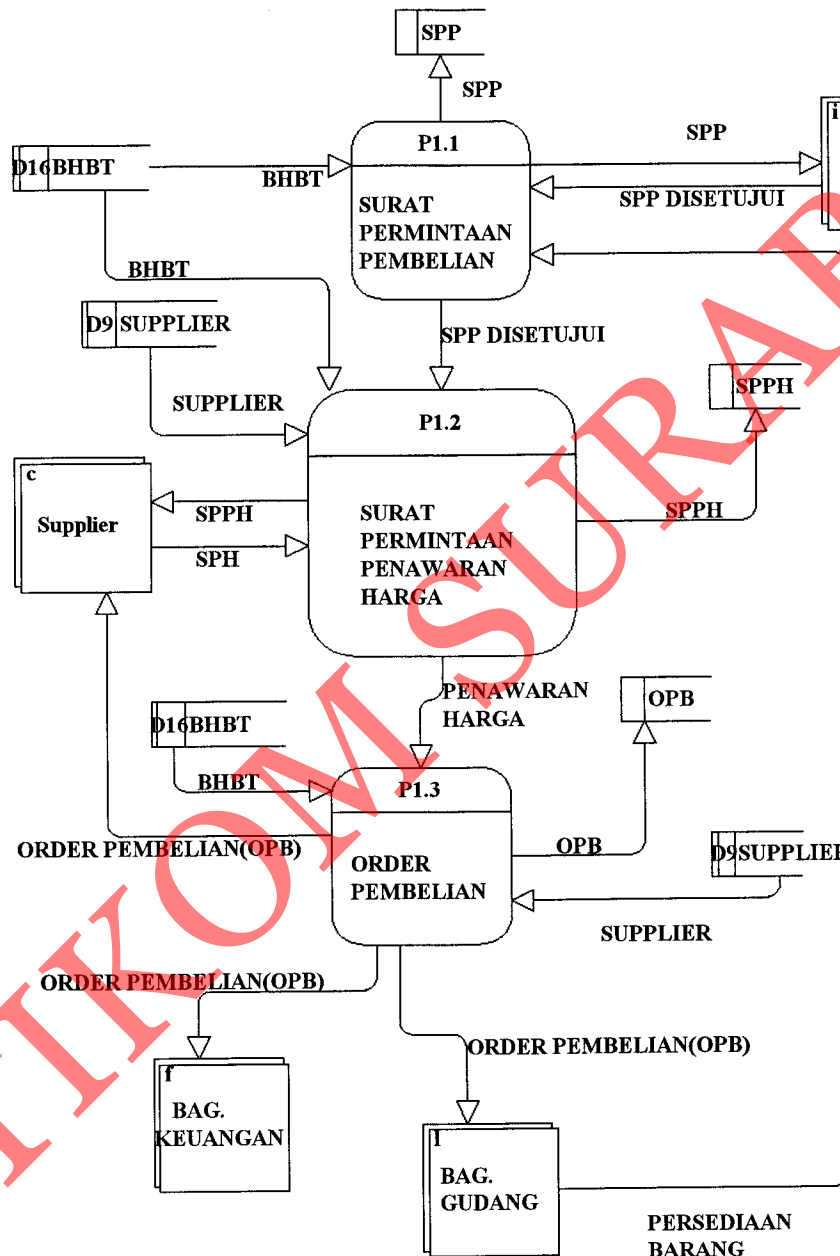 SPP
SPP
P1.1
SURAT
PERMINTAAN
PEMBELIAN
SPP
i
SPP DISETUJUI
D16 BHBT
BHBT
BHBT
D9 SUPPLIER
SPP DISETUJUI
SUPPLIER
P1.2
SURAT
PERMINTAAN
PENAWARAN
HARGA
SPPH
SPPH
c
Supplier
SPPH
SPH
PENAWARAN
HARGA
D16 BHBT
BHBT
OPB
P1.3
ORDER
PEMBELIAN
ORDER PEMBELIAN(OPB)
OPB
D9 SUPPLIER
SUPPLIER
ORDER PEMBELIAN(OPB)
ORDER PEMBELIAN(OPB)
f
BAG.
KEUANGAN
l
BAG.
GUDANG
PERSEDIAAN
BARANG
TIKOM SURAB